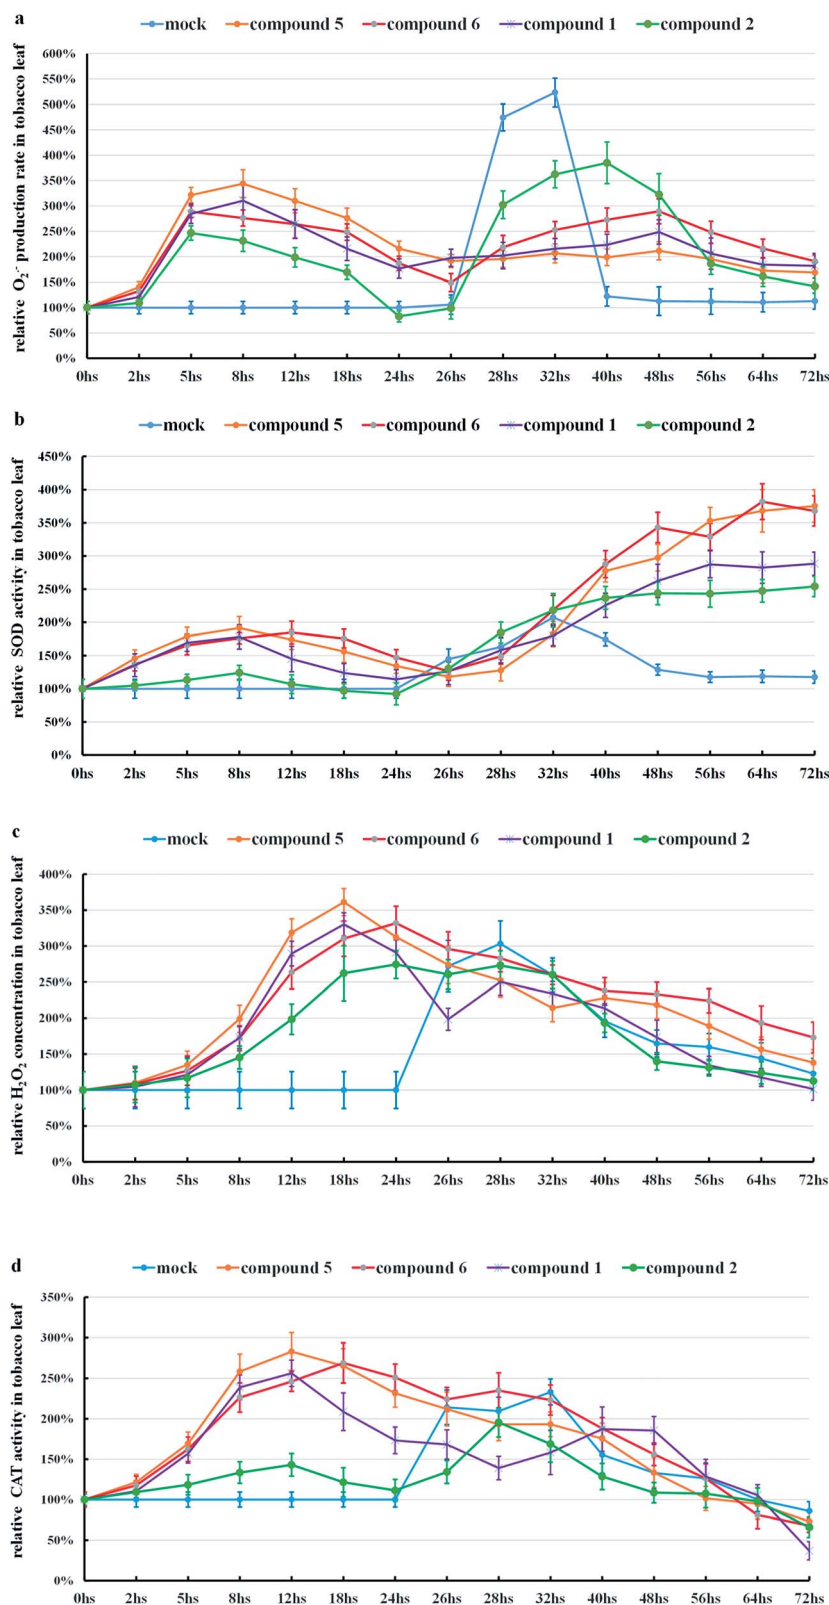 a
mock compound 5 compound 6 compound 1 compound 2
relative O₂·⁻ production rate in tobacco leaf
600%
550%
500%
450%
400%
350%
300%
250%
200%
150%
100%
50%
0%
0hs 2hs 5hs 8hs 12hs 18hs 24hs 26hs 28hs 32hs 40hs 48hs 56hs 64hs 72hs
b
mock compound 5 compound 6 compound 1 compound 2
relative SOD activity in tobacco leaf
450%
400%
350%
300%
250%
200%
150%
100%
50%
0%
0hs 2hs 5hs 8hs 12hs 18hs 24hs 26hs 28hs 32hs 40hs 48hs 56hs 64hs 72hs
c
mock compound 5 compound 6 compound 1 compound 2
relative H₂O₂ concentration in tobacco leaf
400%
350%
300%
250%
200%
150%
100%
50%
0%
0hs 2hs 5hs 8hs 12hs 18hs 24hs 26hs 28hs 32hs 40hs 48hs 56hs 64hs 72hs
d
mock compound 5 compound 6 compound 1 compound 2
relative CAT activity in tobacco leaf
350%
300%
250%
200%
150%
100%
50%
0%
0hs 2hs 5hs 8hs 12hs 18hs 24hs 26hs 28hs 32hs 40hs 48hs 56hs 64hs 72hs